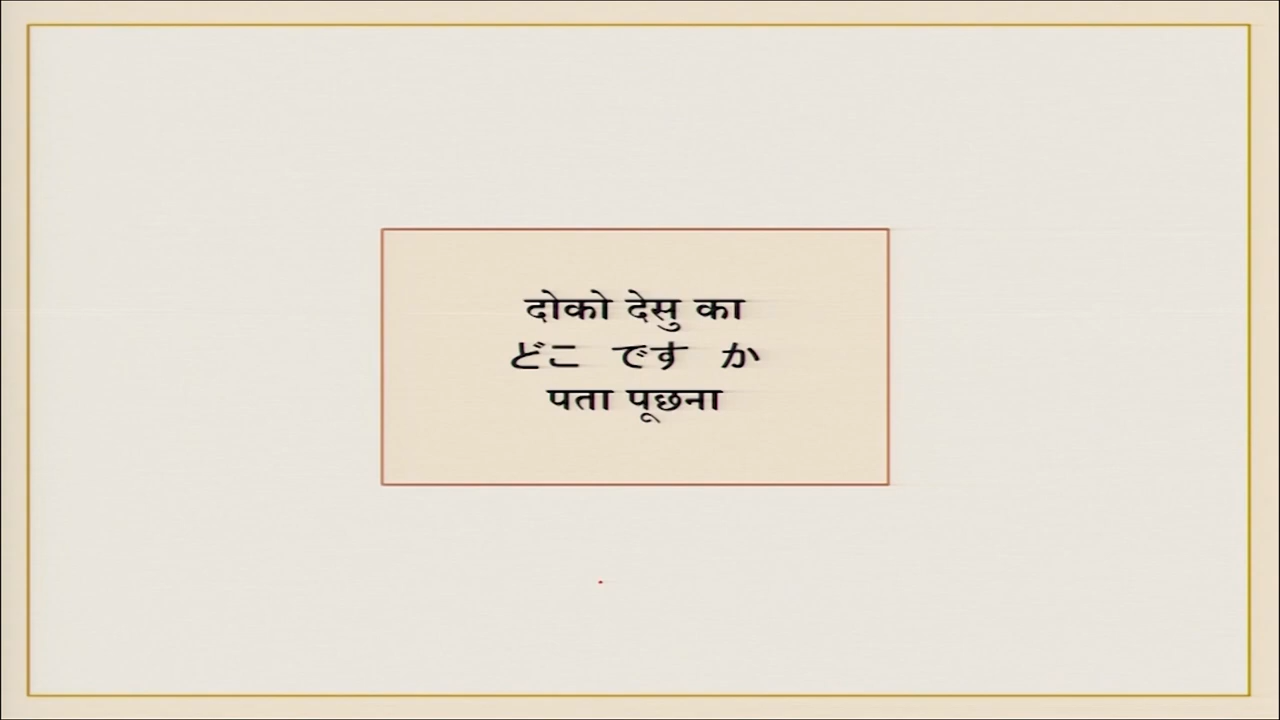 दोको देसु का
どこ です か
पता पूछना